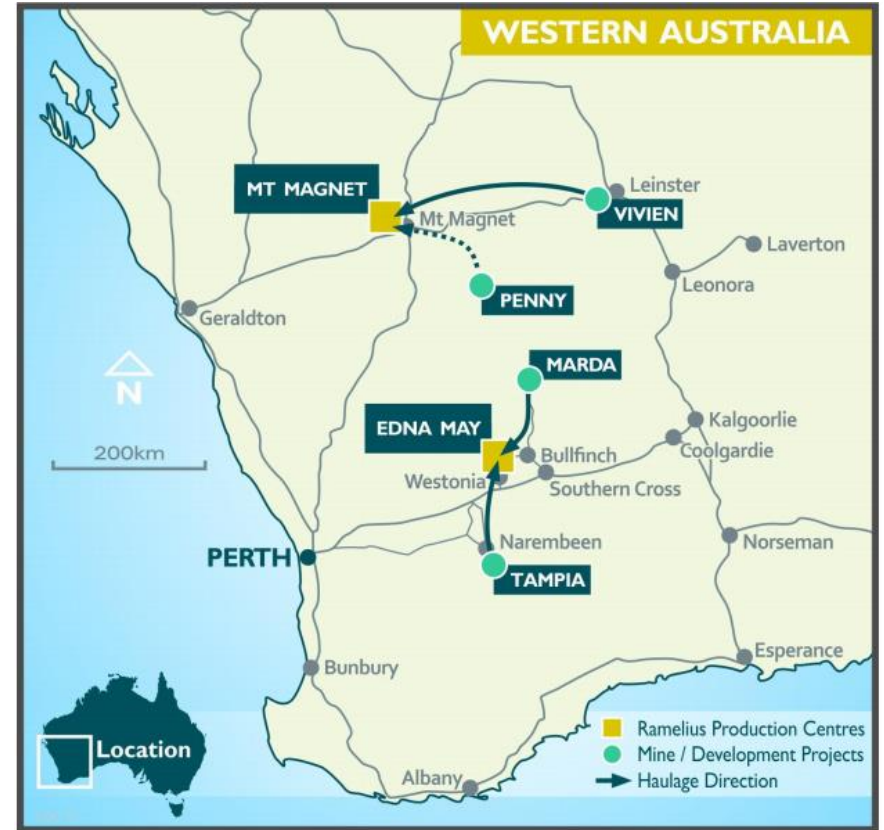 WESTERN AUSTRALIA
MT MAGNET
Mt Magnet
Leinster
VIVIEN
Laverton
Leonora
PENNY
Geraldton
N
200km
MARDA
EDNA MAY
Kalgoorlie
Coolgardie
Bullfinch
Westonia
Southern Cross
PERTH
Narembeen
Norseman
TAMPIA
Bunbury
Esperance
Location
Albany
Ramelius Production Centres
Mine / Development Projects
Haulage Direction